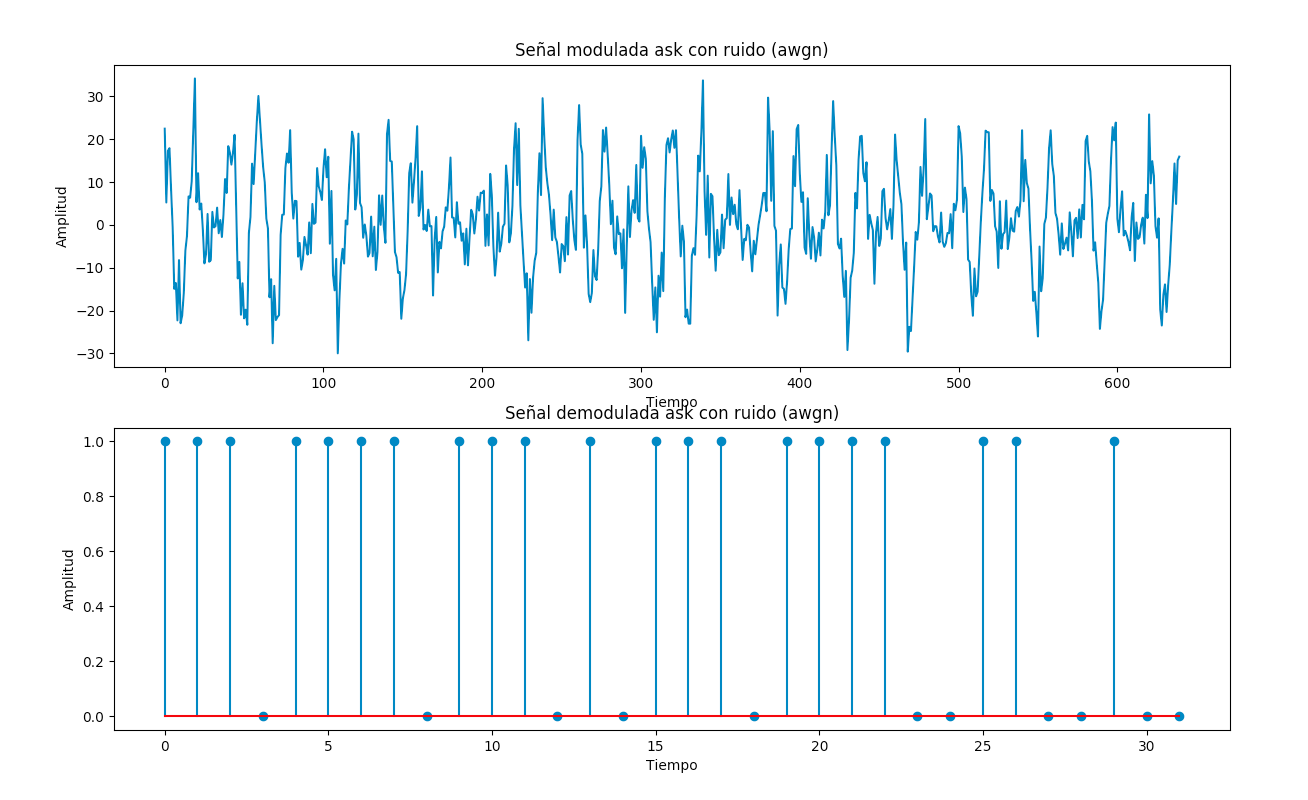 Señal modulada ask con ruido (awgn)
Amplitud
30
20
10
0
−10
−20
−30
0 100 200 300 400 500 600
Tiempo
Señal demodulada ask con ruido (awgn)
Amplitud
1.0
0.8
0.6
0.4
0.2
0.0
0 5 10 15 20 25 30
Tiempo